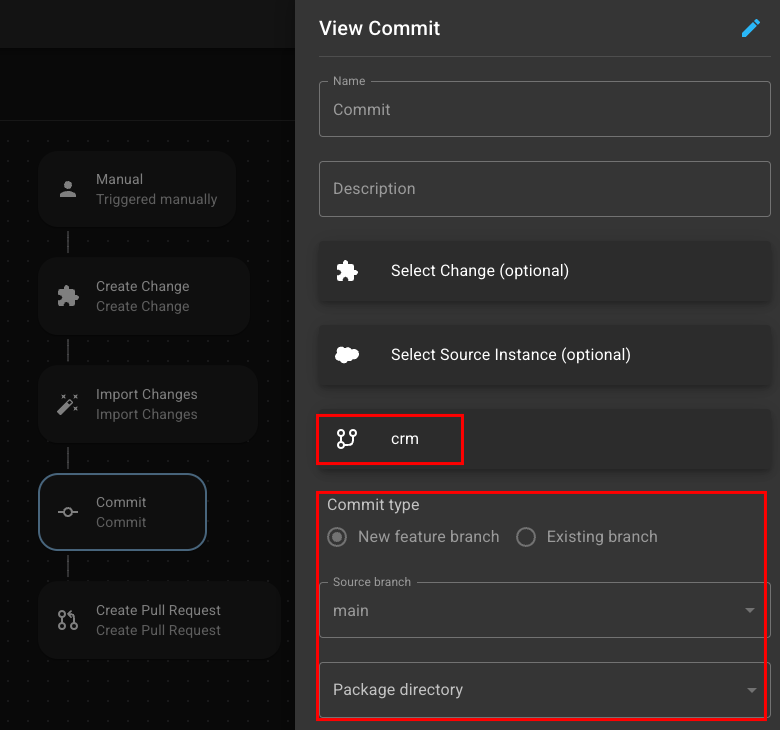 View Commit
Name
Commit
Description
Select Change (optional)
Select Source Instance (optional)
crm
Commit type
New feature branch
Existing branch
Source branch
main
Package directory
Manual
Triggered manually
Create Change
Create Change
Import Changes
Import Changes
Commit
Commit
Create Pull Request
Create Pull Request